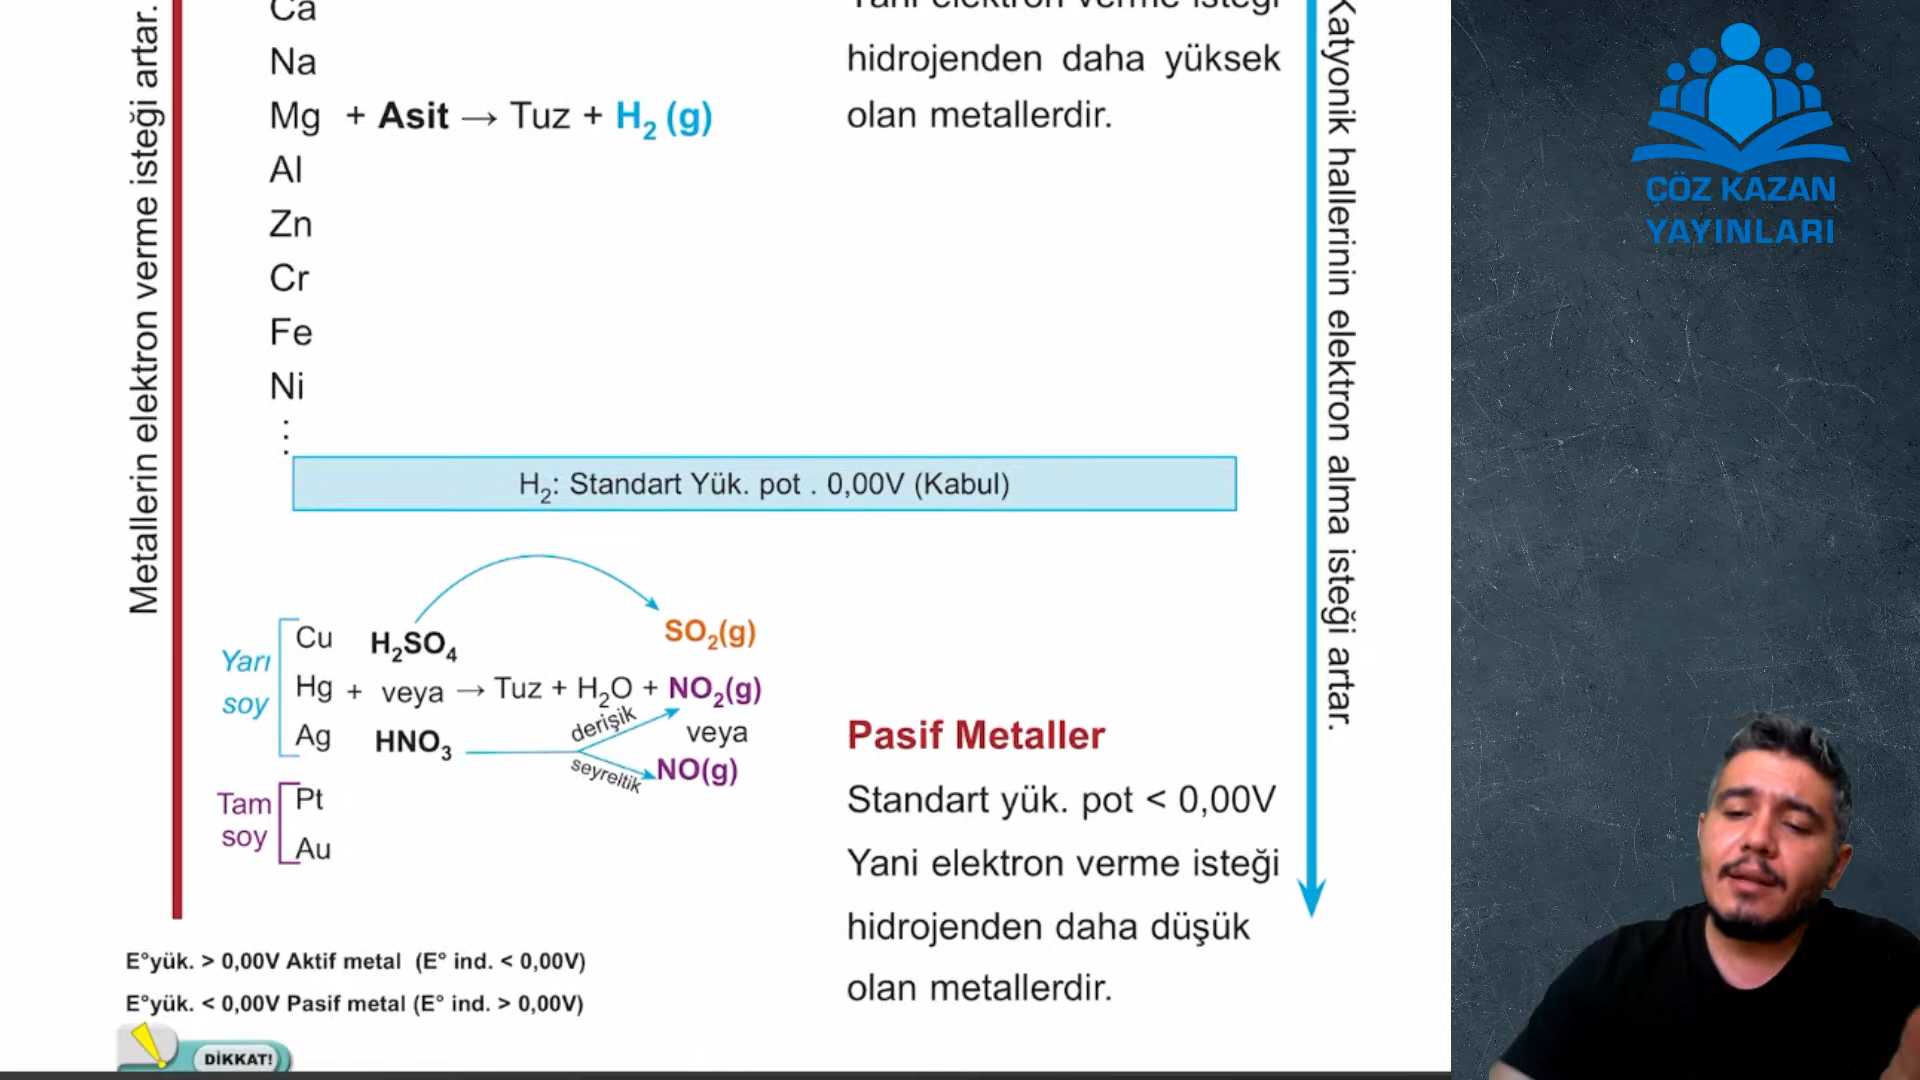 Metallerin elektron verme isteği artar.
Ca
Na
Mg + Asit → Tuz + H₂ (g)
Al
Zn
Cr
Fe
Ni
⋮
Yani elektron verme isteği
hidrojenden daha yüksek
olan metallerdir.
Katyonik hallerinin elektron alma isteği artar.
ÇÖZ KAZAN
YAYINLARI
H₂: Standart Yük. pot . 0,00V (Kabul)
Yarı
soy
Cu
Hg
Ag
+
H₂SO₄
veya
HNO₃
→ Tuz + H₂O +
SO₂(g)
NO₂(g)
veya
NO(g)
derişik
seyreltik
Tam
soy
Pt
Au
Pasif Metaller
Standart yük. pot < 0,00V
Yani elektron verme isteği
hidrojenden daha düşük
olan metallerdir.
E°yük. > 0,00V Aktif metal (E° ind. < 0,00V)
E°yük. < 0,00V Pasif metal (E° ind. > 0,00V)
DİKKAT!